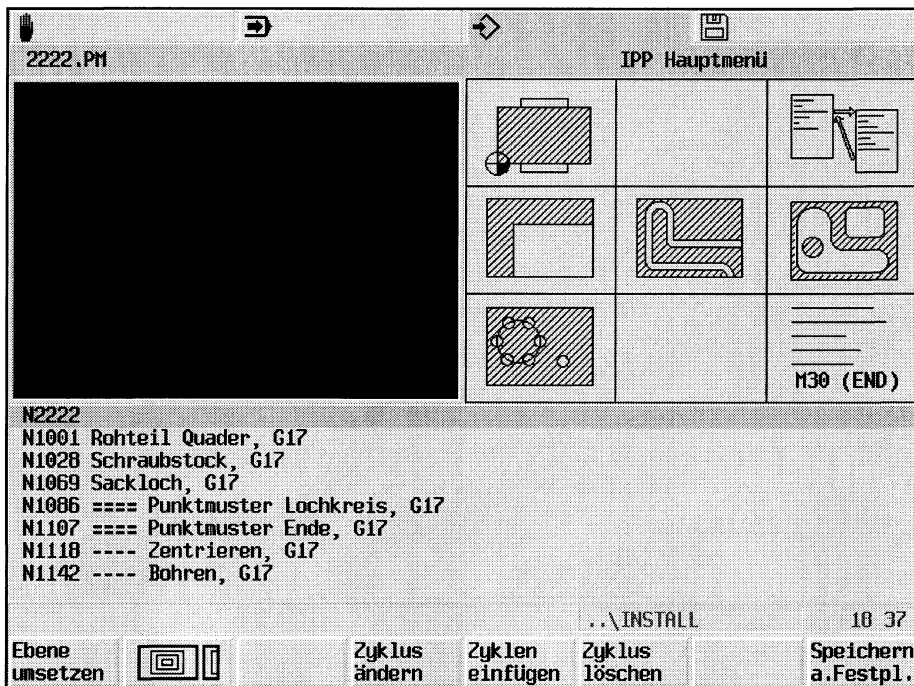 2222.PM
IPP Hauptmenü
M30 (END)
N2222
N1001 Rohteil Quader, G17
N1028 Schraubstock, G17
N1069 Sackloch, G17
N1086 ==== Punktmuster Lochkreis, G17
N1107 ==== Punktmuster Ende, G17
N1118 ---- Zentrieren, G17
N1142 ---- Bohren, G17
..\INSTALL 18 37
Ebene umsetzen
Zyklus ändern
Zyklen einfügen
Zyklus löschen
Speichern a.Festpl.